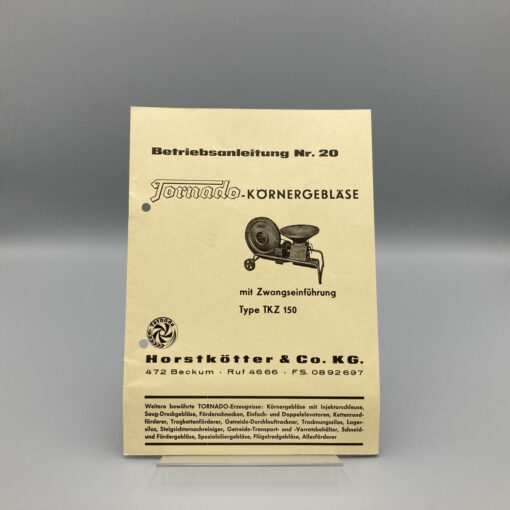 Betriebsanleitung Nr. 20
Tornado-KÖRNERGEBLÄSE
mit Zwangseinführung
Type TKZ 150
Horstkötter & Co. KG.
472 Beckum · Ruf 4666 · FS. 0892697
Weitere bewährte TORNADO-Erzeugnisse: Körnergebläse mit Injektorschleuse,
Saug-Druckgebläse, Förderschnecken, Einfach- und Doppelelevatoren, Kettenrund-
förderer, Trogkettenförderer, Getreide-Durchlauftrockner, Trocknungssilos, Lager-
silos, Steigsichternachreiniger, Getreide-Transport- und -Vorratsbehälter, Schneid-
und Fördergebläse, Spezialbiliergebläse, Flügelradgebläse, Allesförderer